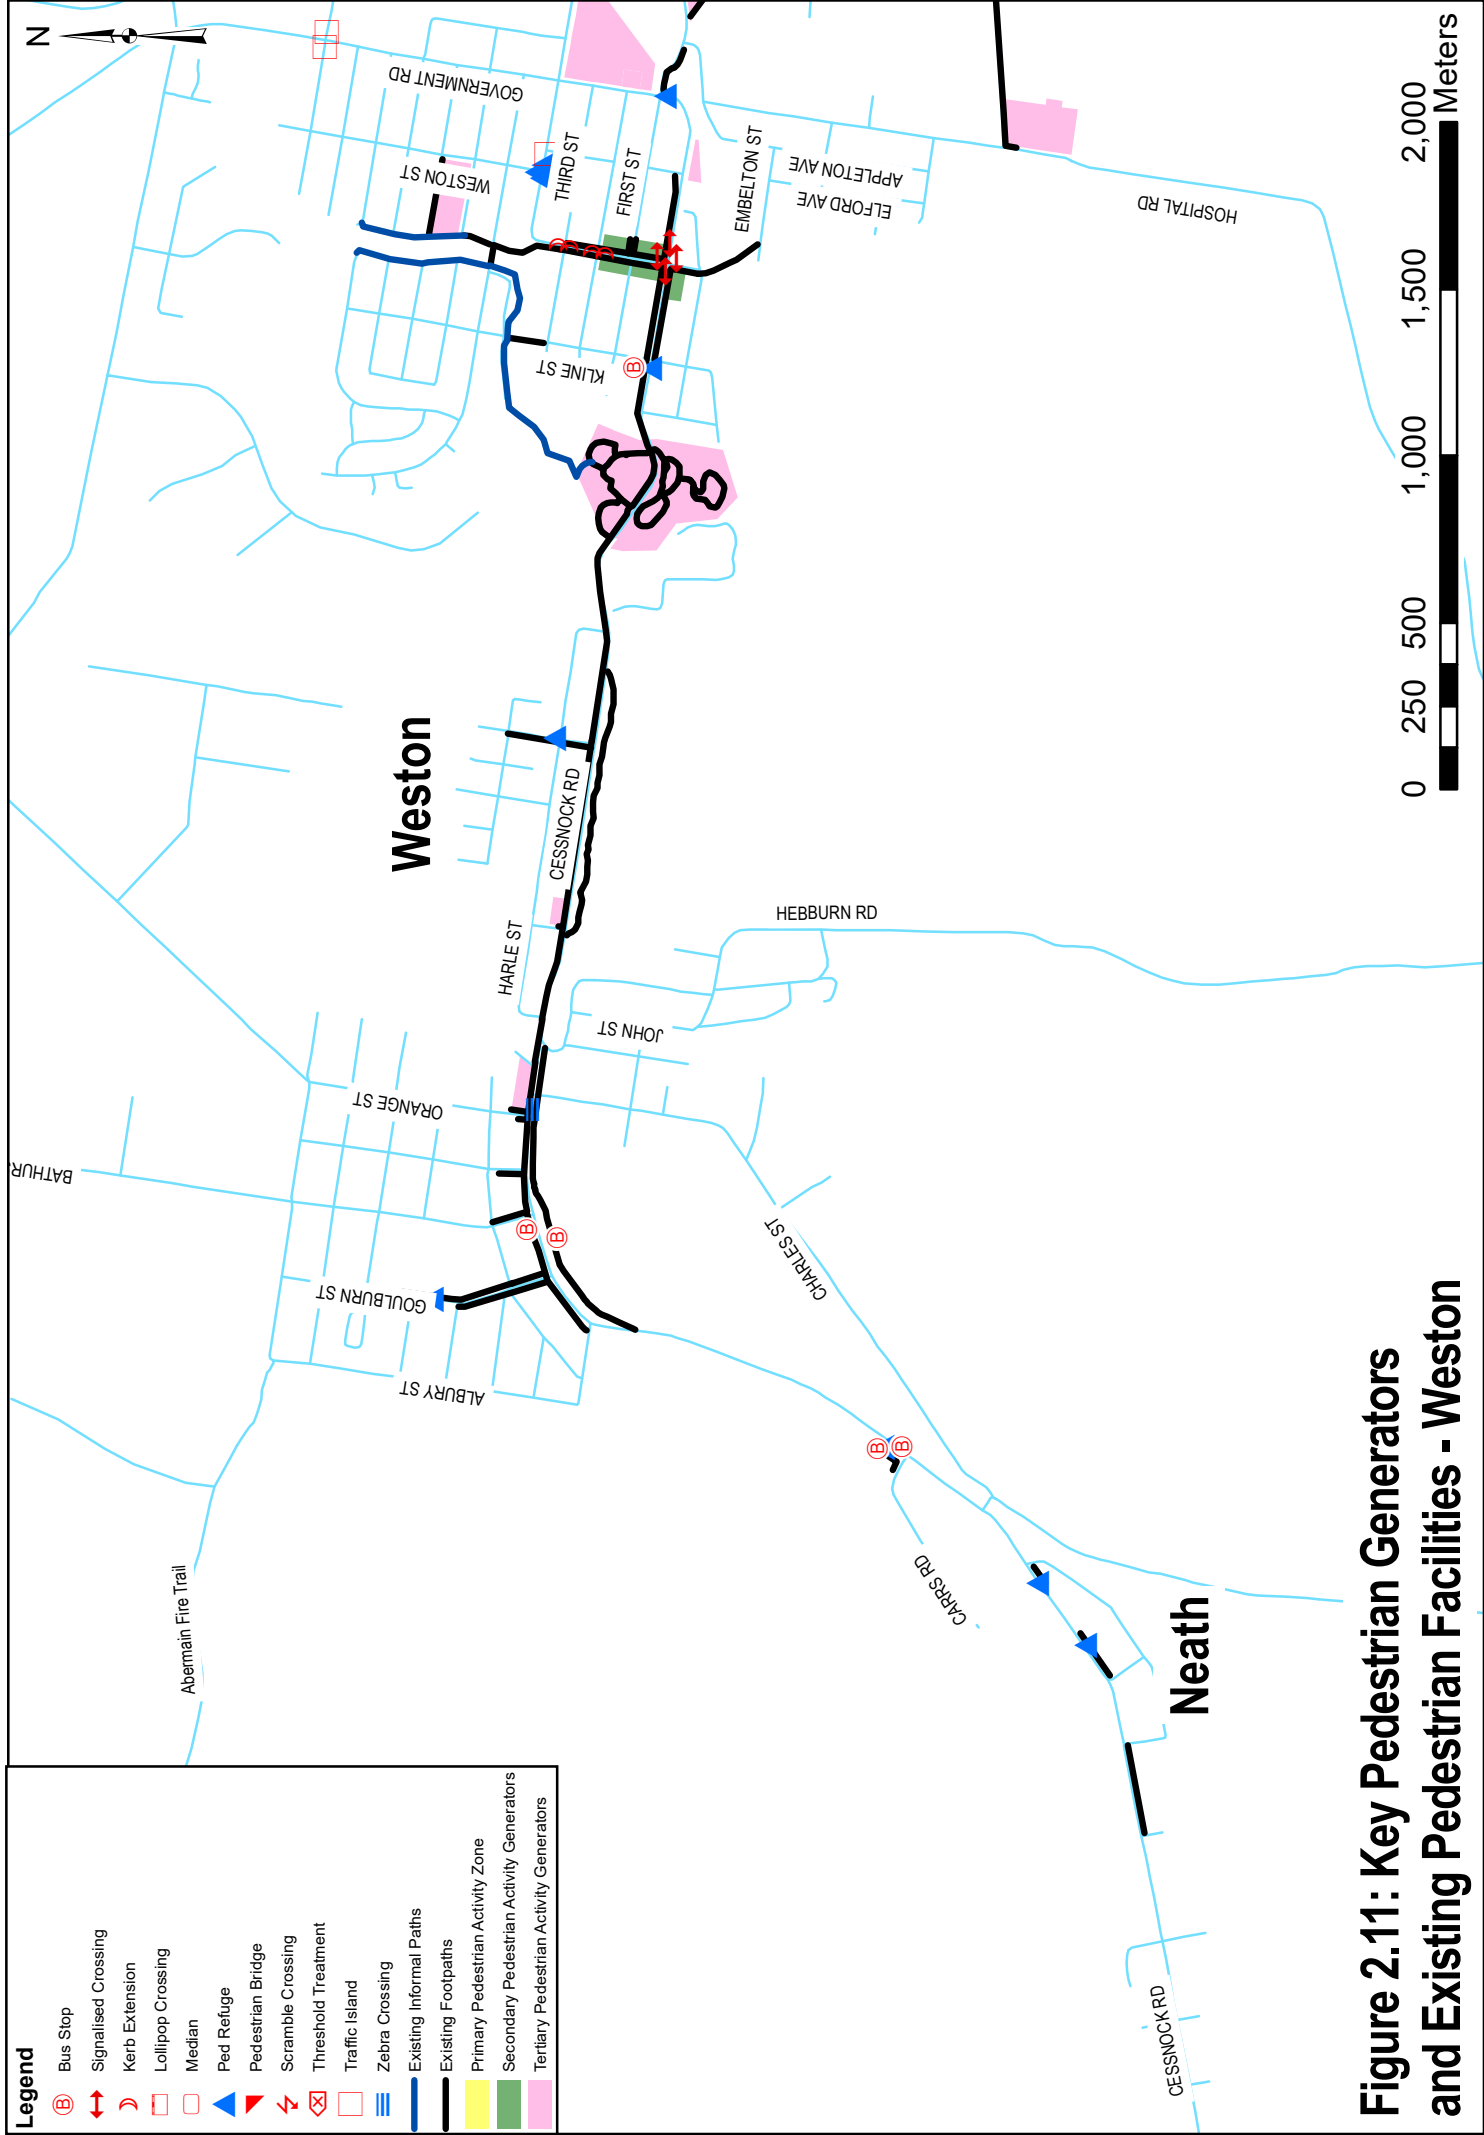 Legend
Bus Stop
Signalised Crossing
Kerb Extension
Lollipop Crossing
Median
Ped Refuge
Pedestrian Bridge
Scramble Crossing
Threshold Treatment
Traffic Island
Zebra Crossing
Existing Informal Paths
Existing Footpaths
Primary Pedestrian Activity Zone
Secondary Pedestrian Activity Generators
Tertiary Pedestrian Activity Generators
B
N
Abermain Fire Trail
BATHURS
GOULBURN ST
ALBURY ST
ORANGE ST
HARLE ST
CESSNOCK RD
Weston
JOHN ST
HEBBURN RD
CHARLES ST
CARRS RD
Neath
CESSNOCK RD
GOVERNMENT RD
WESTON ST
THIRD ST
FIRST ST
KLINE ST
EMBELTON ST
APPLETON AVE
ELFORD AVE
HOSPITAL RD
B
B
B
B
B
0 250 500 1,000 1,500 2,000
Meters
Figure 2.11: Key Pedestrian Generators
and Existing Pedestrian Facilities - Weston